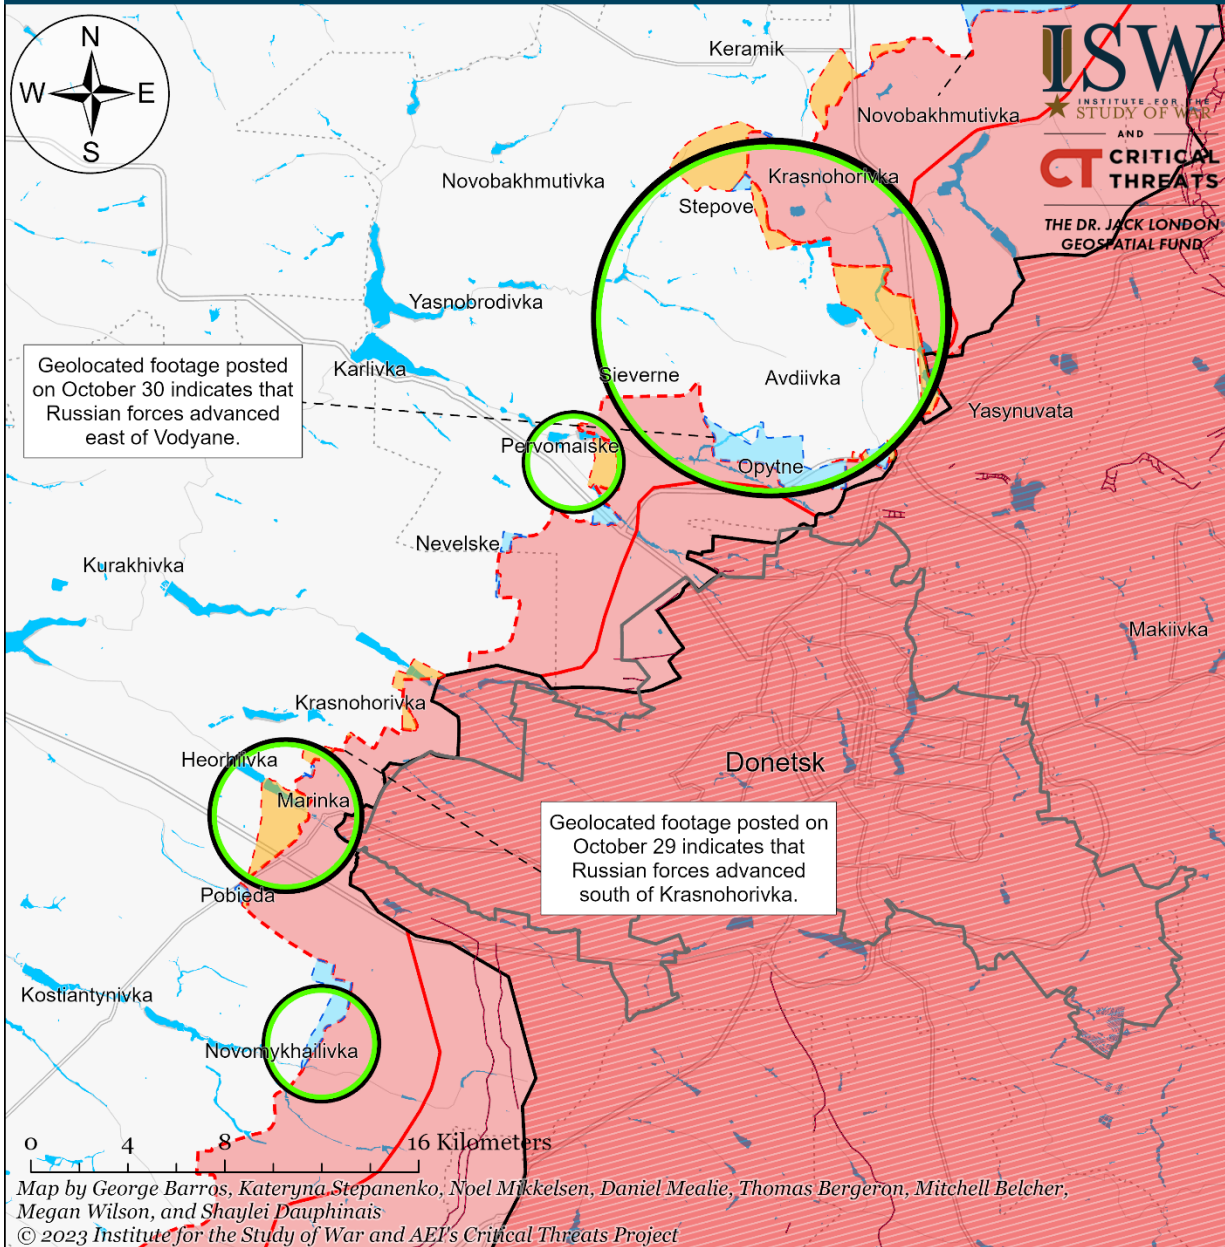 N
W
E
S
ISW
INSTITUTE FOR THE
STUDY OF WAR
AND
CT CRITICAL
THREATS
THE DR. JACK LONDON
GEOSPATIAL FUND
Keramik
Novobakhmutivka
Novobakhmutivka
Krasnohorivka
Stepove
Yasnobrodivka
Geolocated footage posted
on October 30 indicates that
Russian forces advanced
east of Vodyane.
Karlivka
Sieverne
Avdiivka
Yasynuvata
Pervomaiske
Opytne
Nevelske
Kurakhivka
Makiivka
Krasnohorivka
Heorhiivka
Donetsk
Marinka
Geolocated footage posted on
October 29 indicates that
Russian forces advanced
south of Krasnohorivka.
Pobieda
Kostiantynivka
Novomykhailivka
0 4 8 16 Kilometers
Map by George Barros, Kateryna Stepanenko, Noel Mikkelsen, Daniel Mealie, Thomas Bergeron, Mitchell Belcher,
Megan Wilson, and Shaylei Dauphinais
© 2023 Institute for the Study of War and AEI's Critical Threats Project